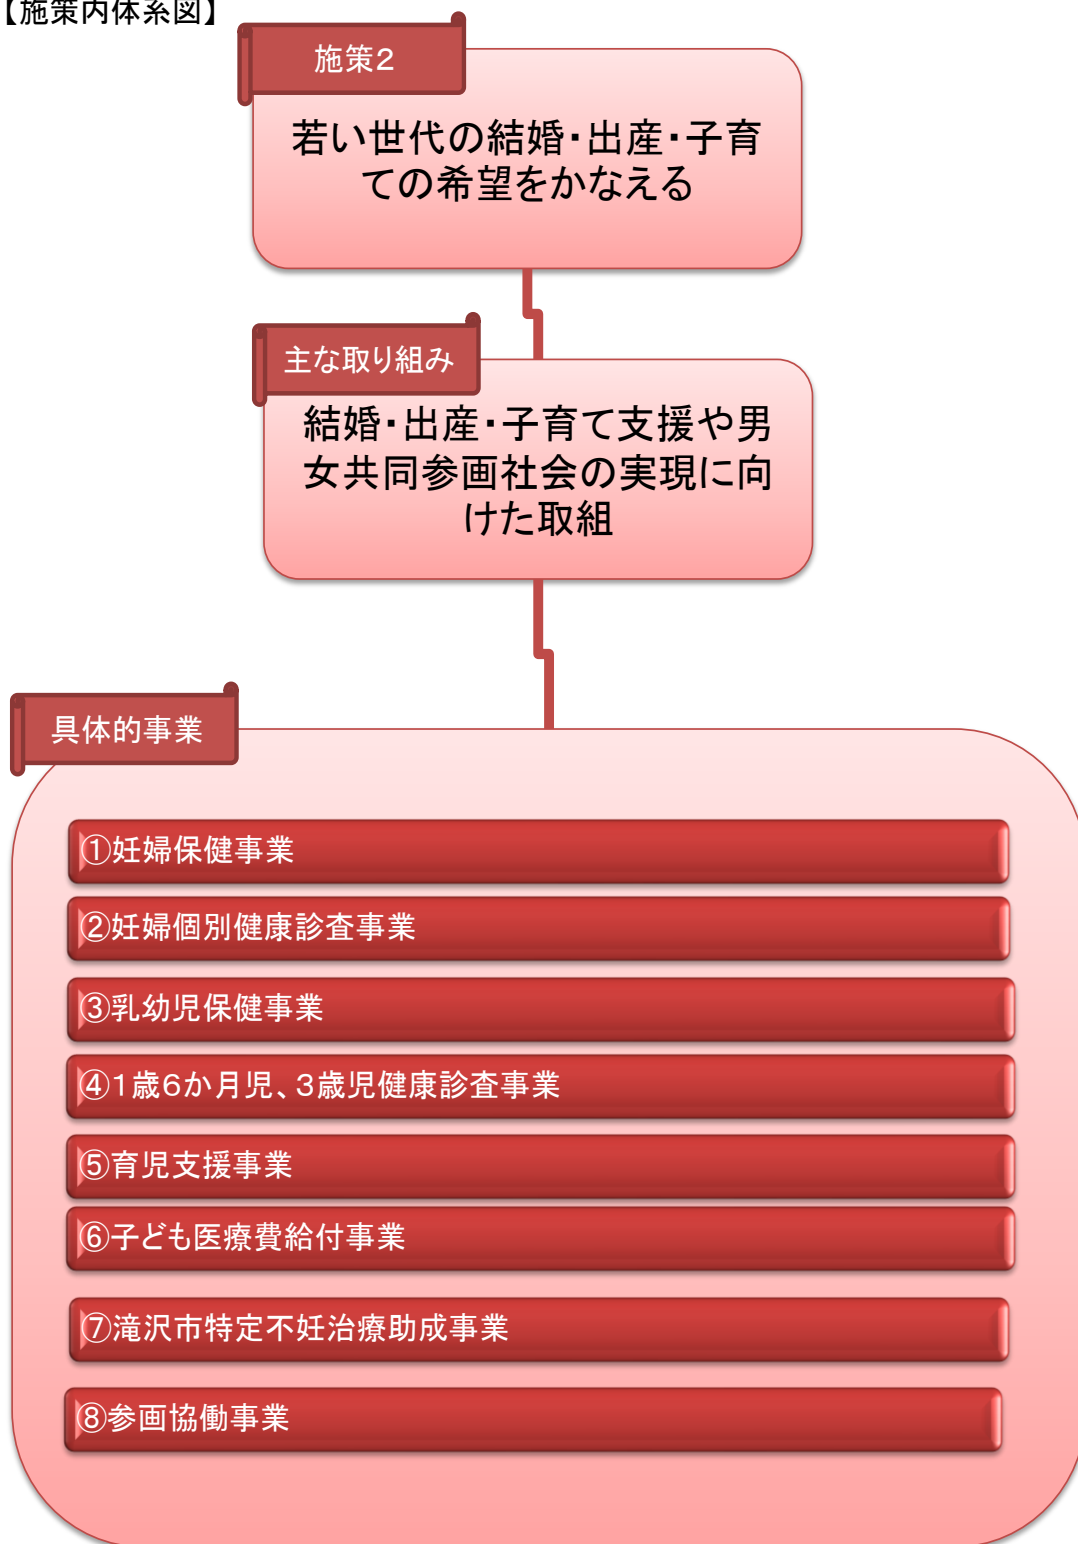 【施策内体系図】
施策2
若い世代の結婚・出産・子育
ての希望をかなえる
主な取り組み
結婚・出産・子育て支援や男
女共同参画社会の実現に向
けた取組
具体的事業
①妊婦保健事業
②妊婦個別健康診査事業
③乳幼児保健事業
④1歳6か月児、3歳児健康診査事業
⑤育児支援事業
⑥子ども医療費給付事業
⑦滝沢市特定不妊治療助成事業
⑧参画協働事業